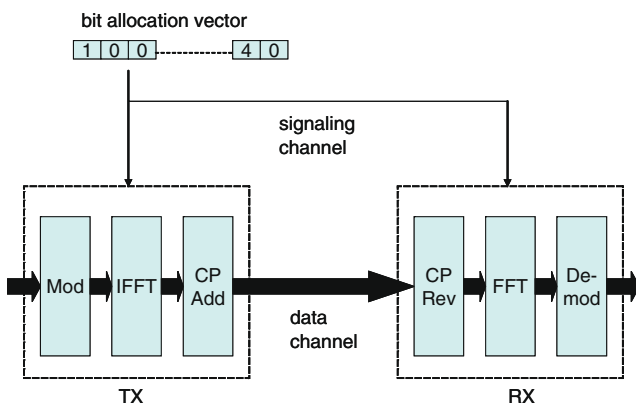 bit allocation vector
1 0 0 4 0
signaling
channel
Mod
IFFT
CP
Add
data
channel
CP
Rev
FFT
De-
mod
TX
RX